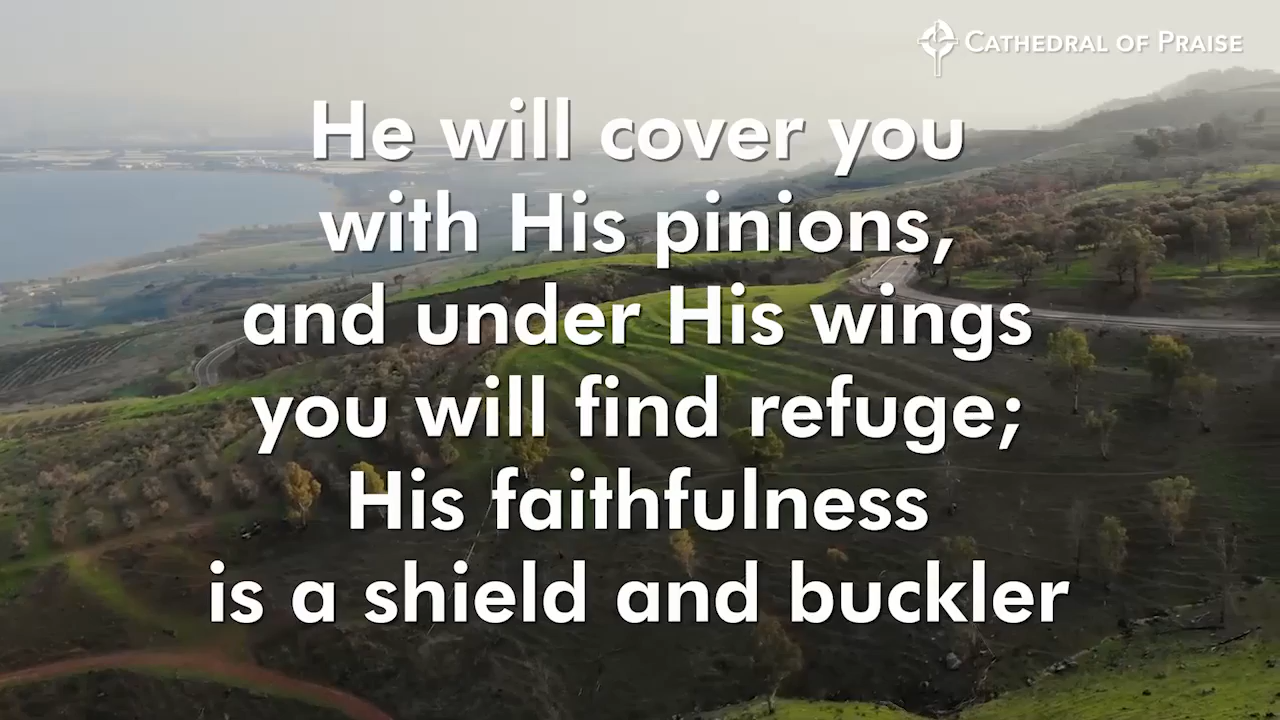 CATHEDRAL OF PRAISE
He will cover you
with His pinions,
and under His wings
you will find refuge;
His faithfulness
is a shield and buckler